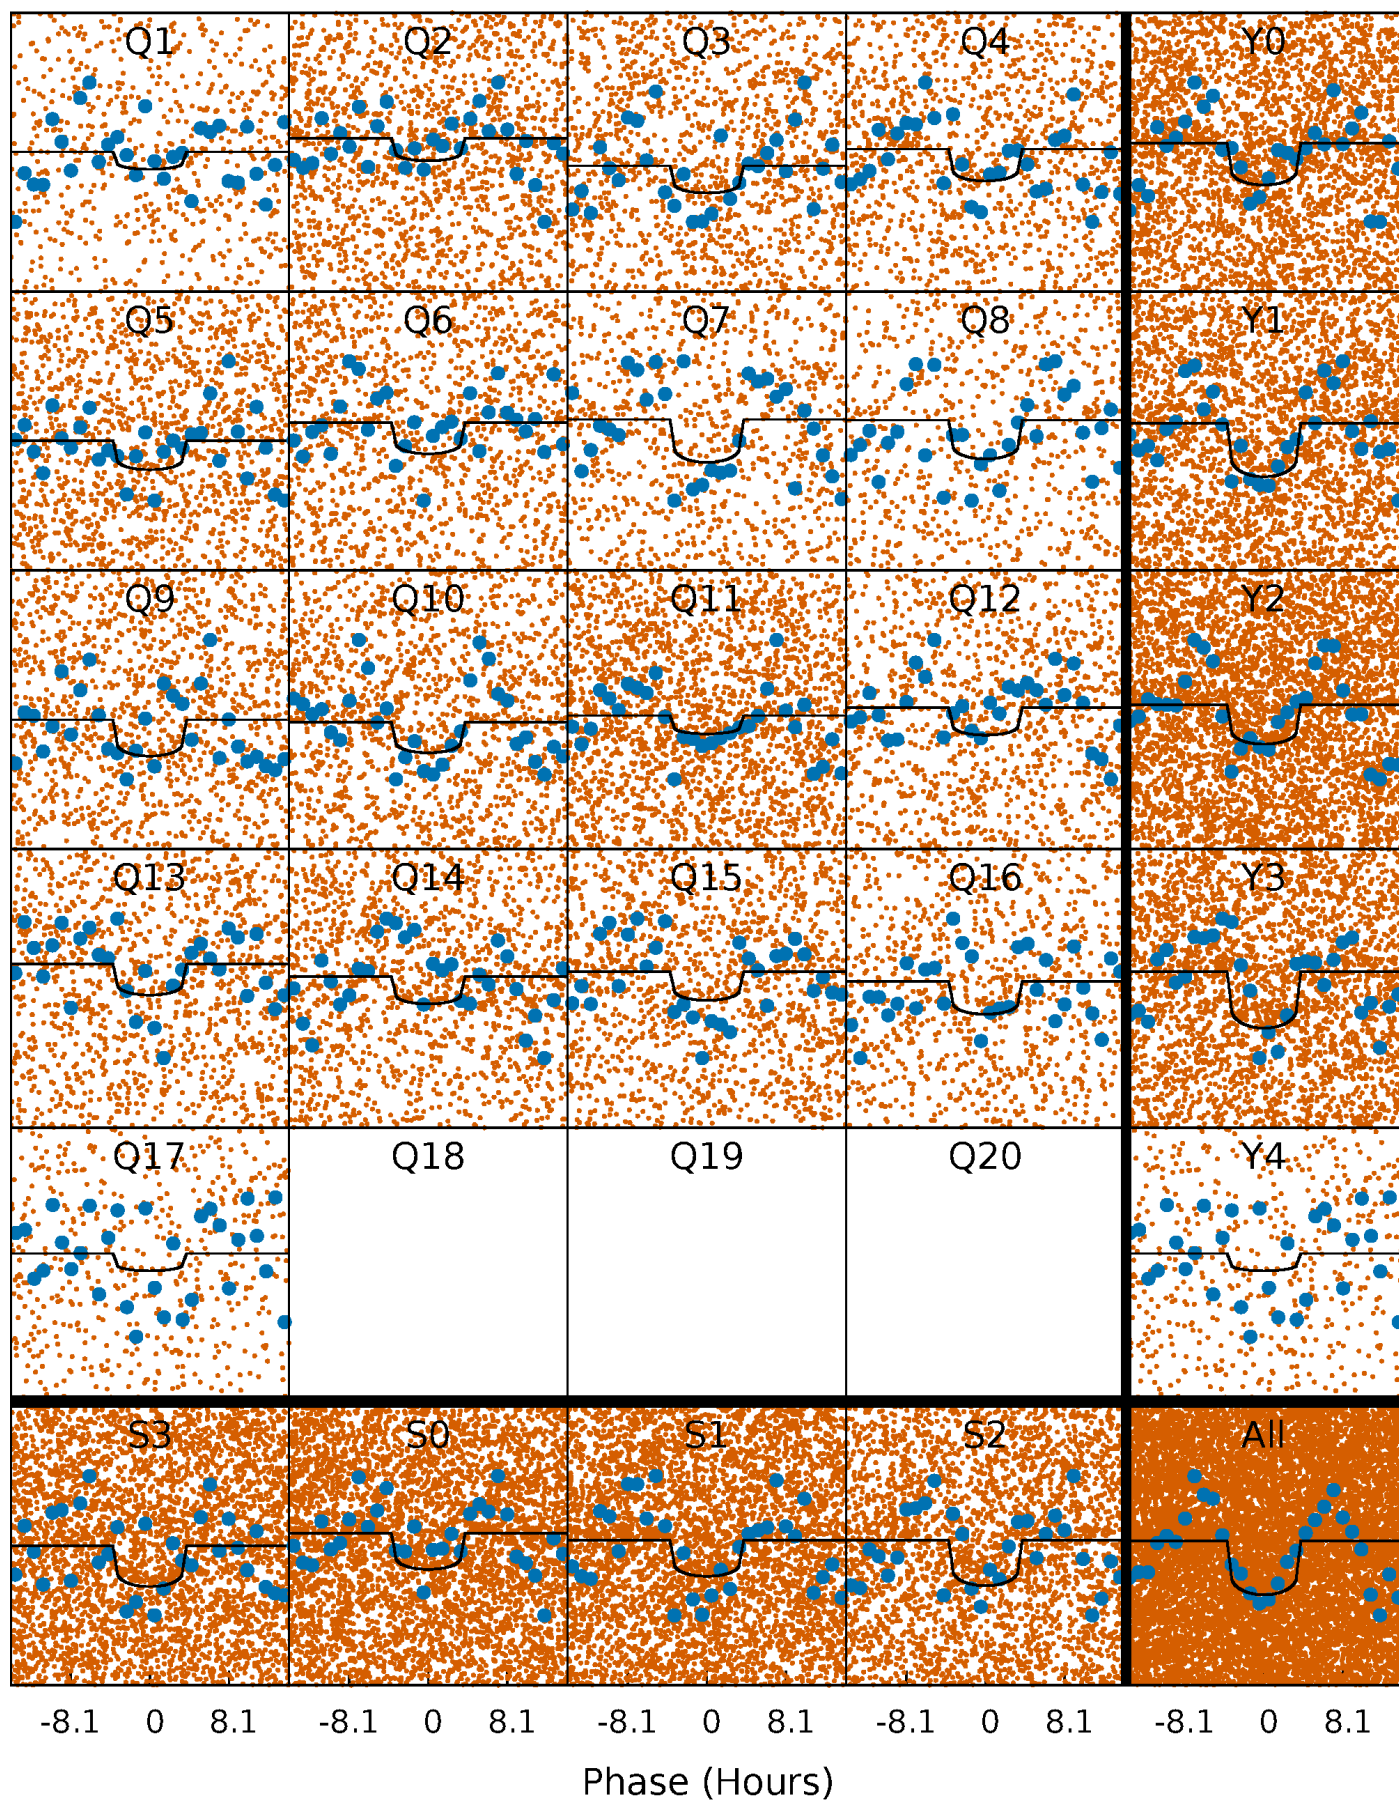 Q1 Q2 Q3 Q4 Y0
Q5 Q6 Q7 Q8 Y1
Q9 Q10 Q11 Q12 Y2
Q13 Q14 Q15 Q16 Y3
Q17 Q18 Q19 Q20 Y4
S3 S0 S1 S2 All
-8.1 0 8.1 -8.1 0 8.1 -8.1 0 8.1 -8.1 0 8.1 -8.1 0 8.1
Phase (Hours)